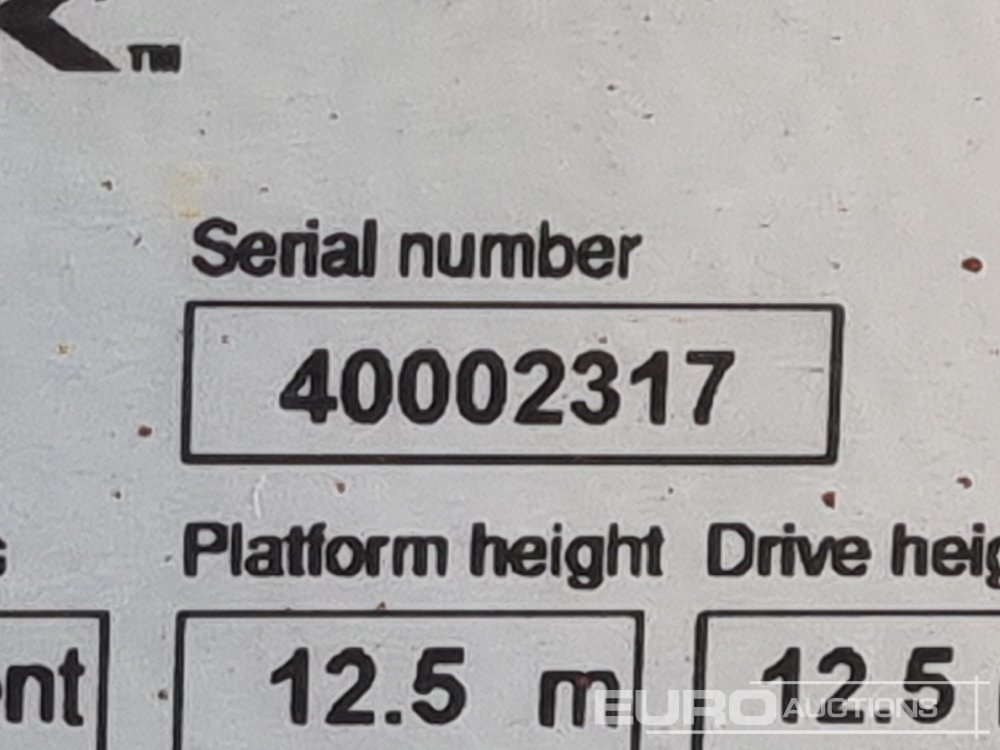 TM
Serial number
40002317
Platform height Drive heig
nt 12.5 m 12.5
EURO AUCTIONS